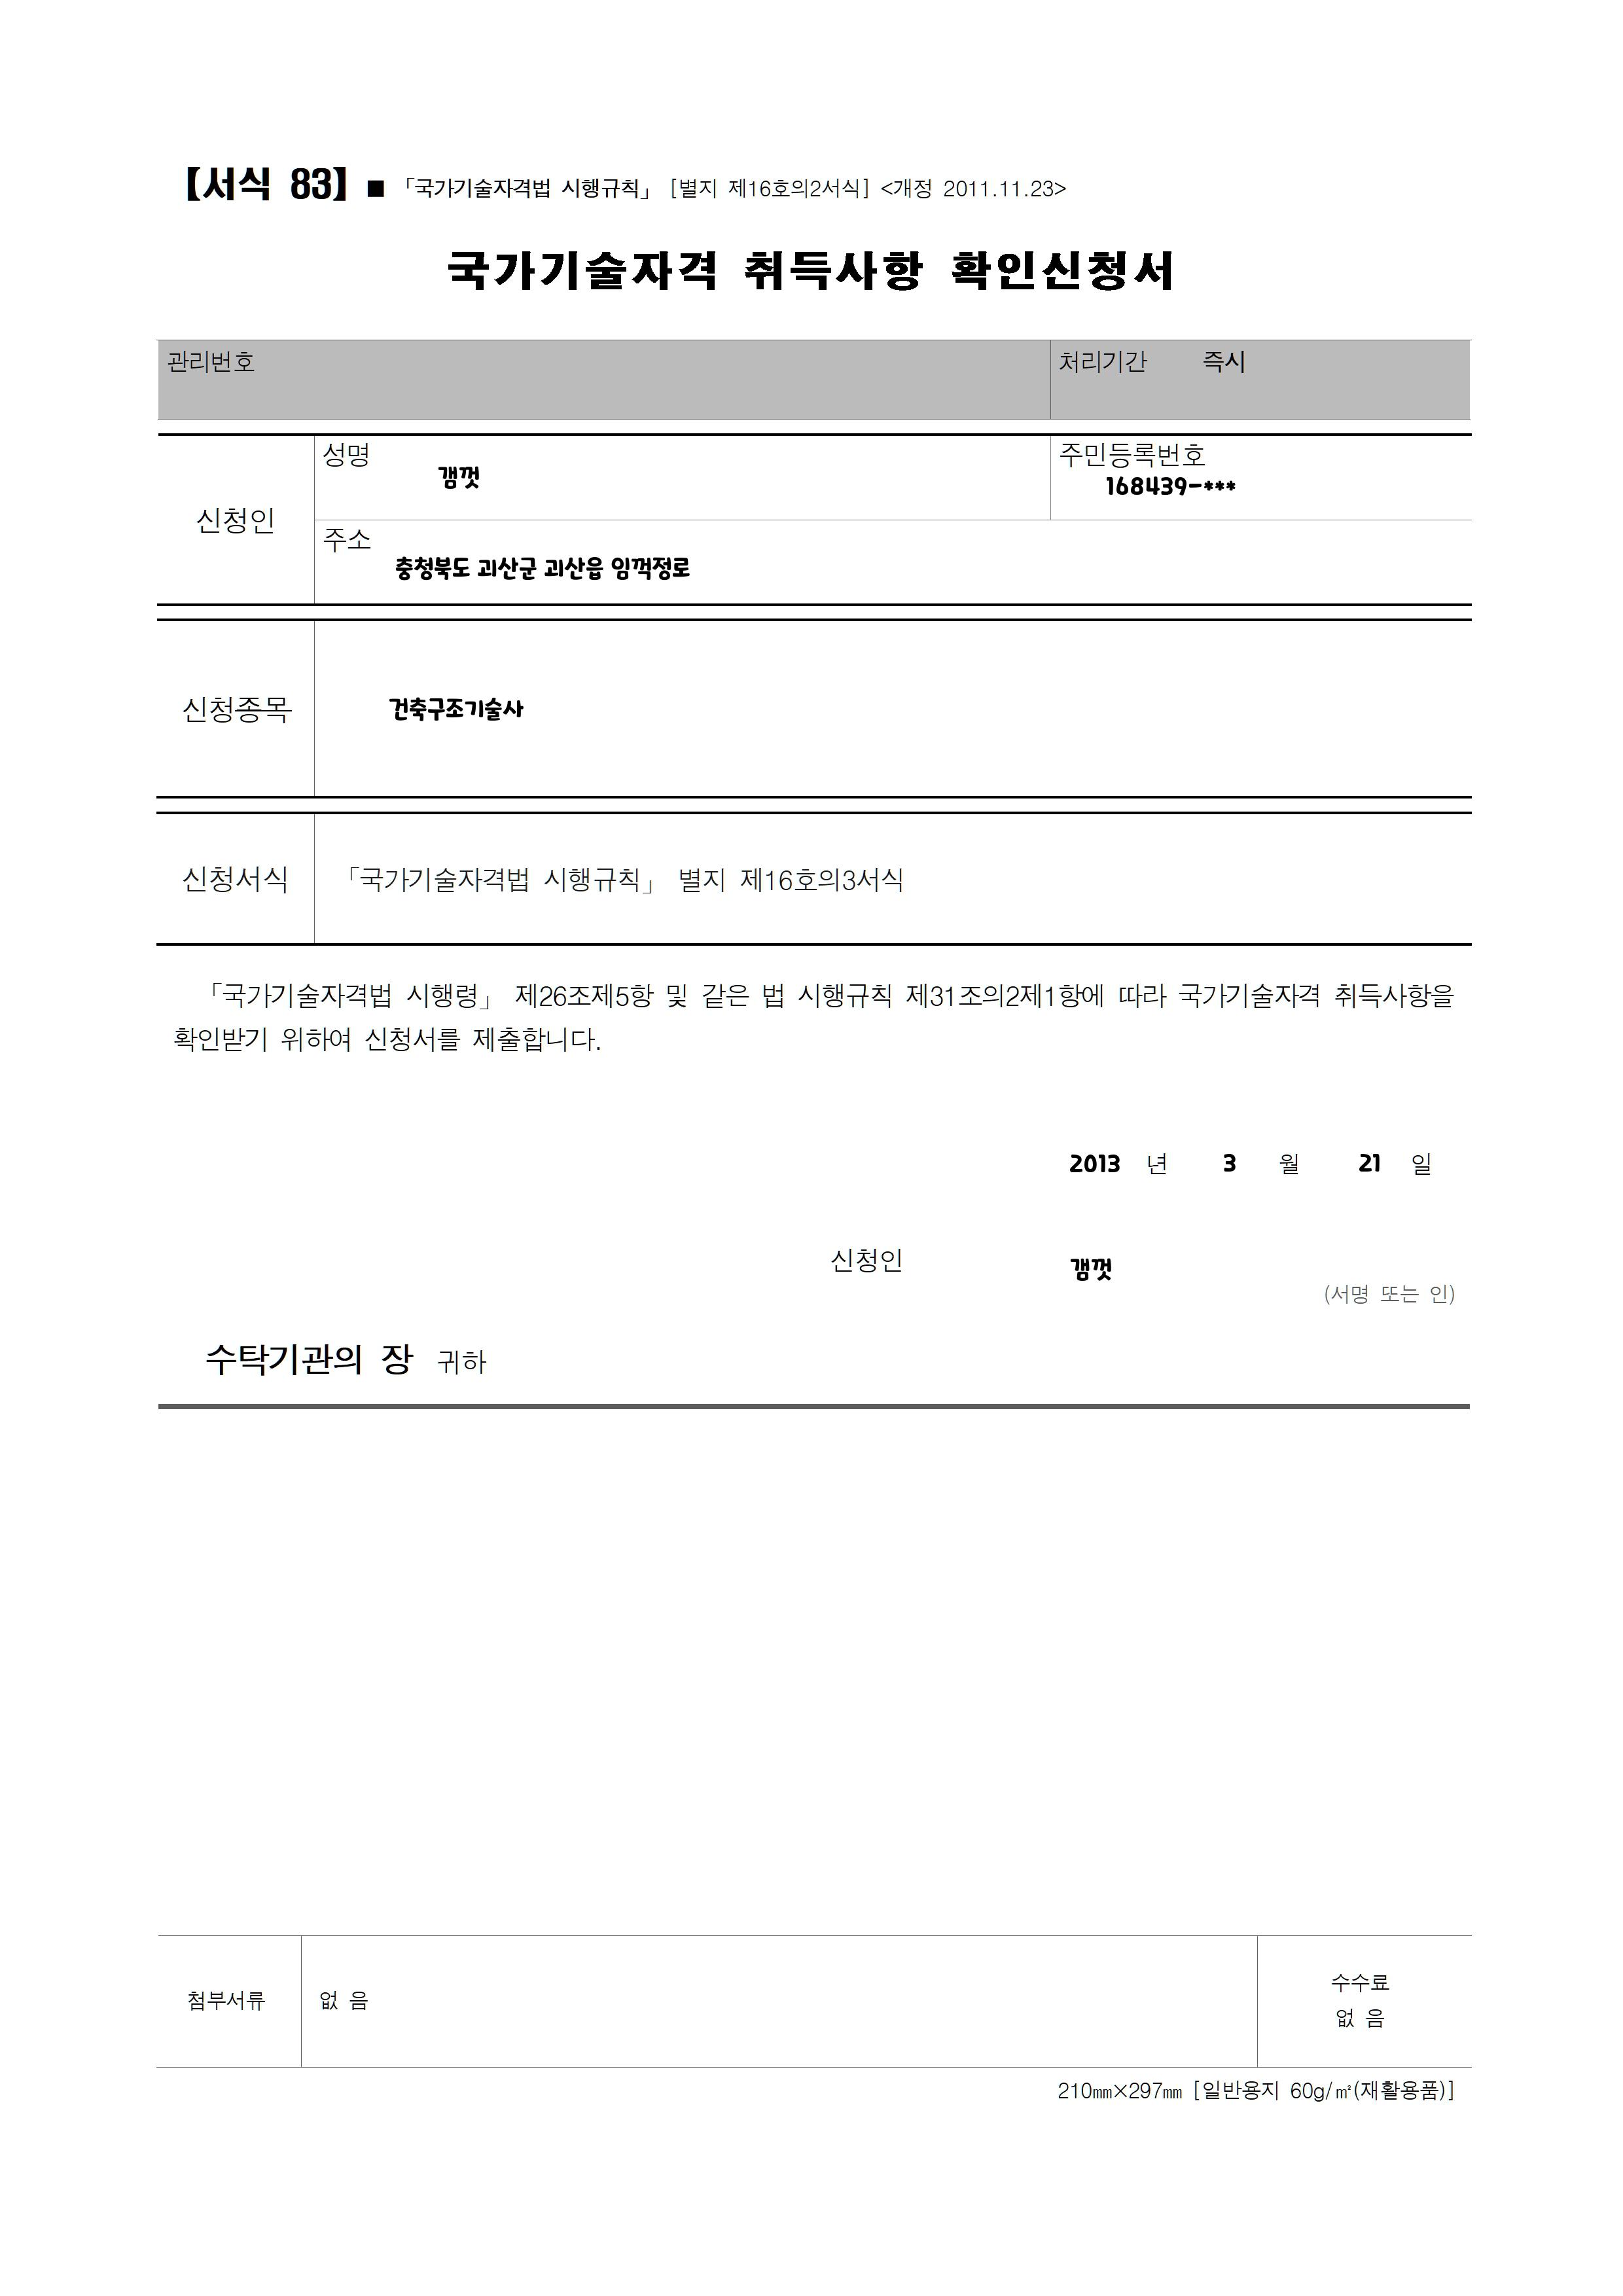 【서식 83】 ■ 「국가기술자격법 시행규칙」 [별지 제16호의2서식] <개정 2011.11.23>
국가기술자격 취득사항 확인신청서
관리번호
처리기간 즉시
신청인
성명
갬껏
주민등록번호
168439-***
주소
충청북도 괴산군 괴산읍 임꺽정로
신청종목
건축구조기술사
신청서식
「국가기술자격법 시행규칙」 별지 제16호의3서식
「국가기술자격법 시행령」 제26조제5항 및 같은 법 시행규칙 제31조의2제1항에 따라 국가기술자격 취득사항을
확인받기 위하여 신청서를 제출합니다.
2013 년 3 월 21 일
신청인 갬껏
(서명 또는 인)
수탁기관의 장 귀하
첨부서류
없 음
수수료
없 음
210㎜×297㎜ [일반용지 60g/㎡(재활용품)]